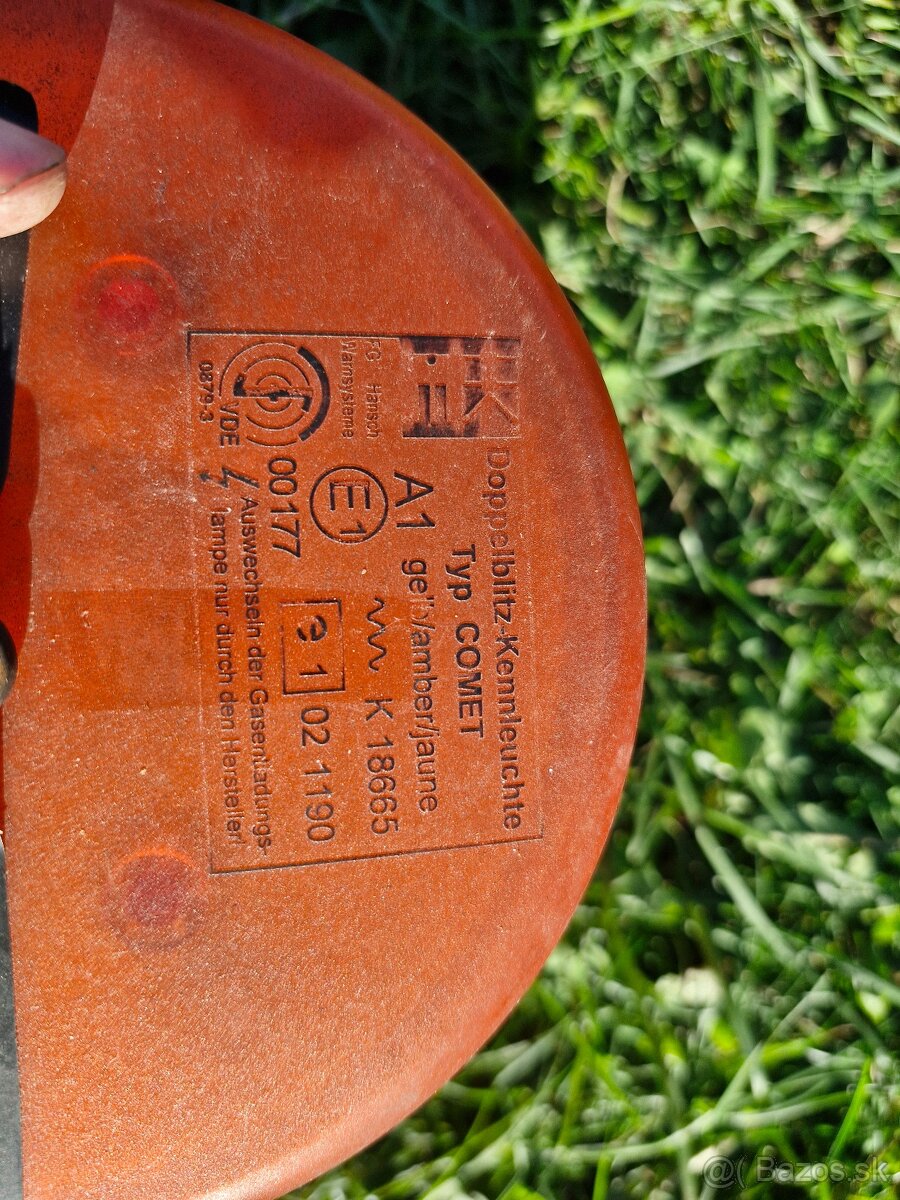 Doppelblitz-Kennleuchte
Typ COMET
FG Hänsch
Warnsysteme
A1 gelb/amber/jaune
E1 K 18665
00177 e1 02 1190
VDE
0879-3
Auswechseln der Gasentladungs-
lampe nur durch den Hersteller!
Bazos.sk